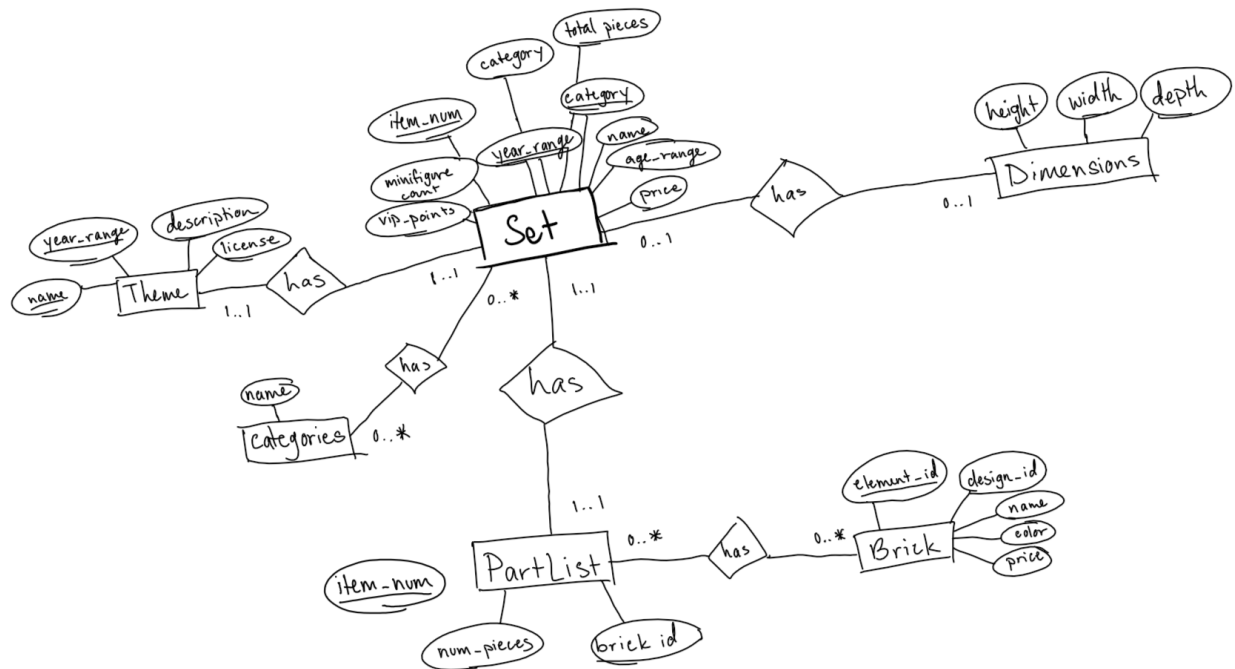 total pieces
category
category
item_num
year_range
name
age_range
minifigure
count
price
vip_points
Set
height
width
depth
Dimensions
has
0..1
0..1
year_range
description
license
name
Theme
has
1..1
1..1
0..*
1..1
has
has
name
Categories
0..*
1..1
PartList
item_num
num_pieces
brick id
0..*
has
0..*
Brick
element_id
design_id
name
color
price